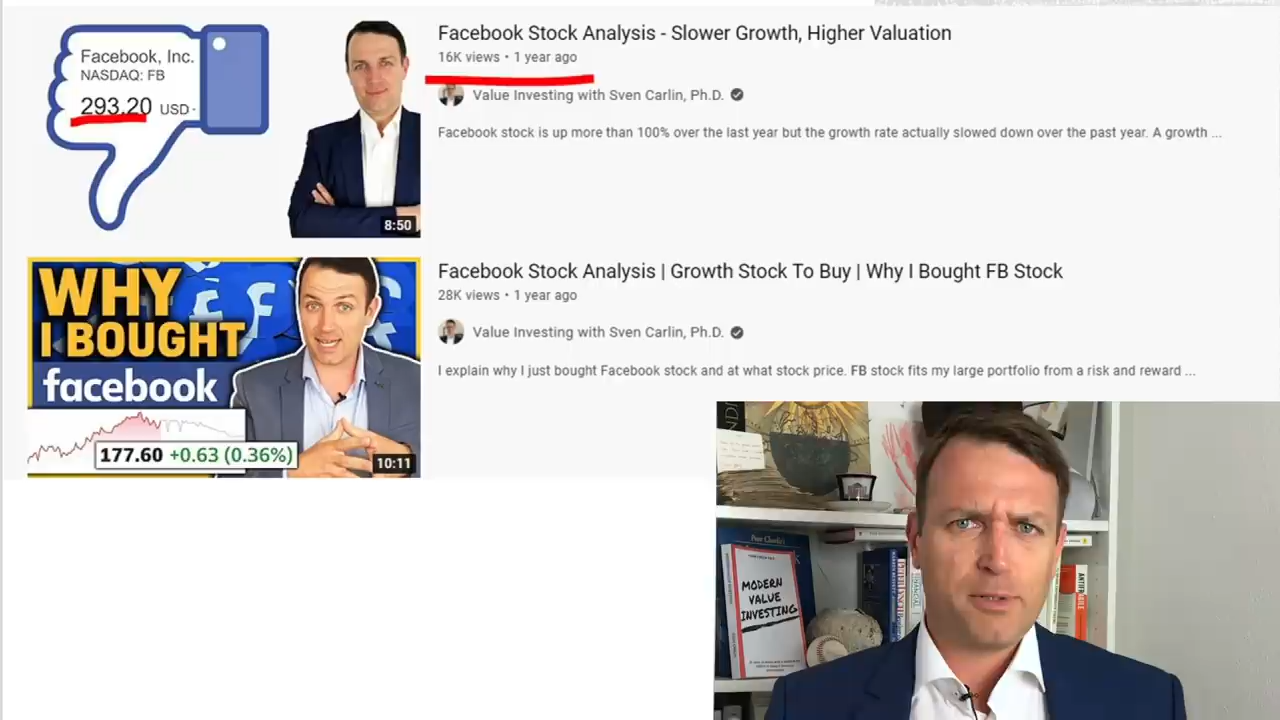 Facebook, Inc.
NASDAQ: FB
293.20 USD
8:50
Facebook Stock Analysis - Slower Growth, Higher Valuation
16K views • 1 year ago
Value Investing with Sven Carlin, Ph.D.
Facebook stock is up more than 100% over the last year but the growth rate actually slowed down over the past year. A growth ...
WHY
I BOUGHT
facebook
177.60 +0.63 (0.36%)
10:11
Facebook Stock Analysis | Growth Stock To Buy | Why I Bought FB Stock
28K views • 1 year ago
Value Investing with Sven Carlin, Ph.D.
I explain why I just bought Facebook stock and at what stock price. FB stock fits my large portfolio from a risk and reward ...
MODERN
VALUE
INVESTING
ANTIFRAGILE